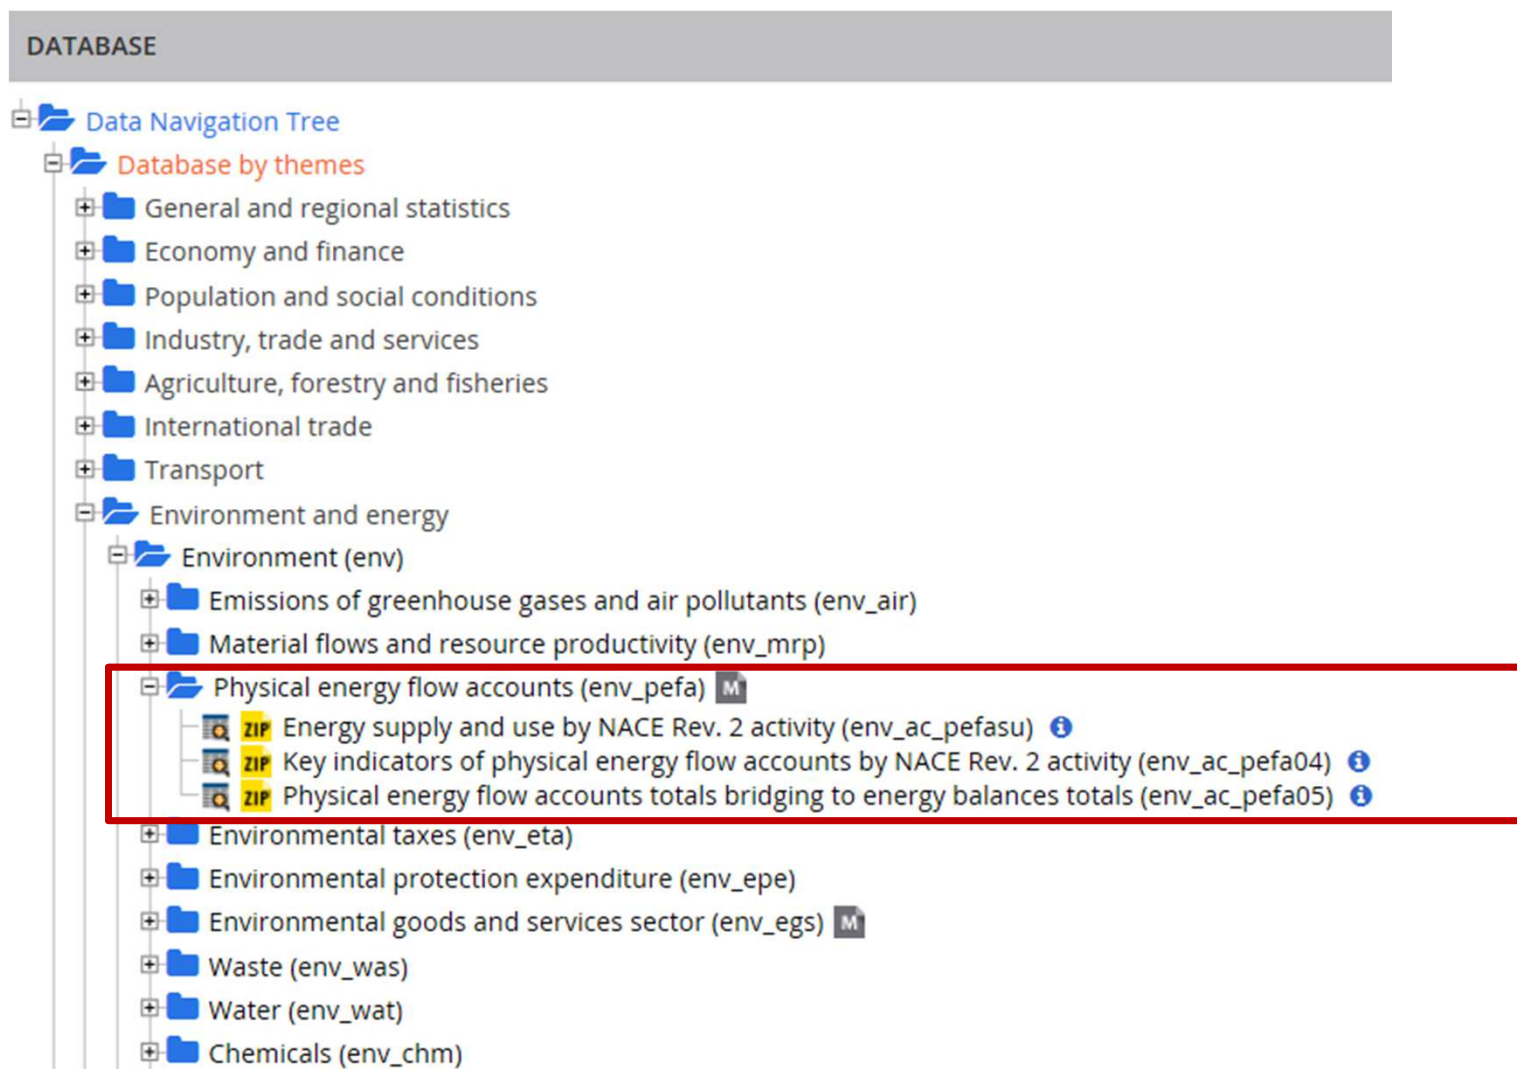 DATABASE
Data Navigation Tree
Database by themes
General and regional statistics
Economy and finance
Population and social conditions
Industry, trade and services
Agriculture, forestry and fisheries
International trade
Transport
Environment and energy
Environment (env)
Emissions of greenhouse gases and air pollutants (env_air)
Material flows and resource productivity (env_mrp)
Physical energy flow accounts (env_pefa) M
ZIP Energy supply and use by NACE Rev. 2 activity (env_ac_pefasu) i
ZIP Key indicators of physical energy flow accounts by NACE Rev. 2 activity (env_ac_pefa04) i
ZIP Physical energy flow accounts totals bridging to energy balances totals (env_ac_pefa05) i
Environmental taxes (env_eta)
Environmental protection expenditure (env_epe)
Environmental goods and services sector (env_egs) M
Waste (env_was)
Water (env_wat)
Chemicals (env_chm)